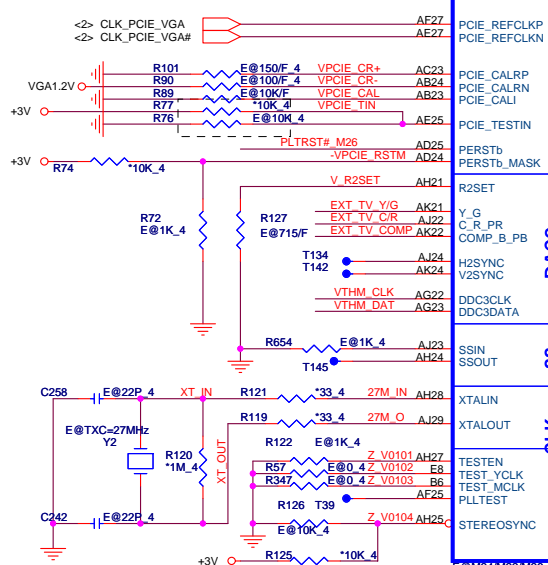 <2> CLK_PCIE_VGA AF27 PCIE_REFCLKP
<2> CLK_PCIE_VGA# AE27 PCIE_REFCLKN
R101 E@150/F_4 VPCIE_CR+ AC23 PCIE_CALRP
VGA1.2V R90 E@100/F_4 VPCIE_CR- AB24 PCIE_CALRN
R89 E@10K/F VPCIE_CAL AB23 PCIE_CALI
+3V R77 *10K_4 VPCIE_TIN
R76 E@10K_4 AE25 PCIE_TESTIN
PLTRST#_M26 AD25 PERSTb
+3V R74 *10K_4 -VPCIE_RSTM AD24 PERSTb_MASK
V_R2SET AH21 R2SET
EXT_TV_Y/G AK21 Y_G
R72 E@1K_4 R127 E@715/F EXT_TV_C/R AJ22 C_R_PR
EXT_TV_COMP AK22 COMP_B_PB
T134 AJ24 H2SYNC
T142 AK24 V2SYNC
VTHM_CLK AG22 DDC3CLK
VTHM_DAT AG23 DDC3DATA
R654 E@1K_4 AJ23 SSIN
T145 AH24 SSOUT
C258 E@22P_4 XT_IN R121 *33_4 27M_IN AH28 XTALIN
R119 *33_4 27M_O AJ29 XTALOUT
E@TXC=27MHz
Y2
R120
*1M_4
XT_OUT
R122 E@1K_4 Z_V0101 AH27 TESTEN
R57 E@0_4 Z_V0102 E8 TEST_YCLK
R347 E@0_4 Z_V0103 B6 TEST_MCLK
T39 AF25 PLLTEST
C242 E@22P_4 R126 E@10K_4 Z_V0104 AH25 STEREOSYNC
+3V R125 *10K_4